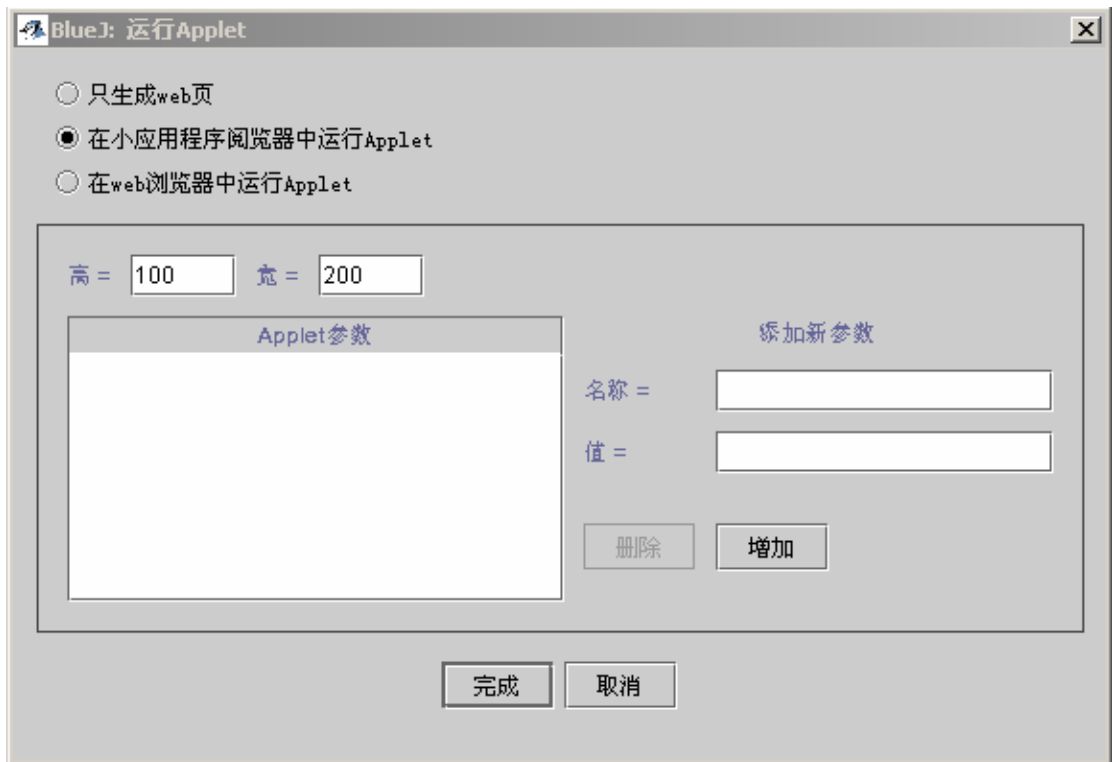 BlueJ: 运行Applet
只生成web页
在小应用程序阅览器中运行Applet
在web浏览器中运行Applet
高 = 100 宽 = 200
Applet参数
添加新参数
名称 =
值 =
删除 增加
完成 取消